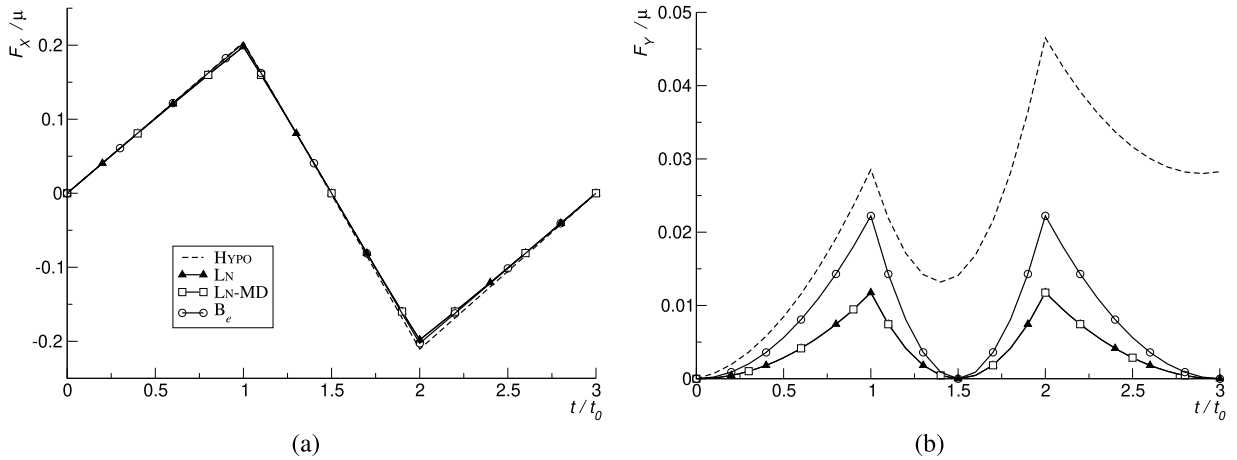 F_X / μ
0.2
0.1
0
-0.1
-0.2
HYPO
LN
LN-MD
B_e
0 0.5 1 1.5 2 2.5 3
t / t_0
(a)
F_Y / μ
0.05
0.04
0.03
0.02
0.01
0
0 0.5 1 1.5 2 2.5 3
t / t_0
(b)